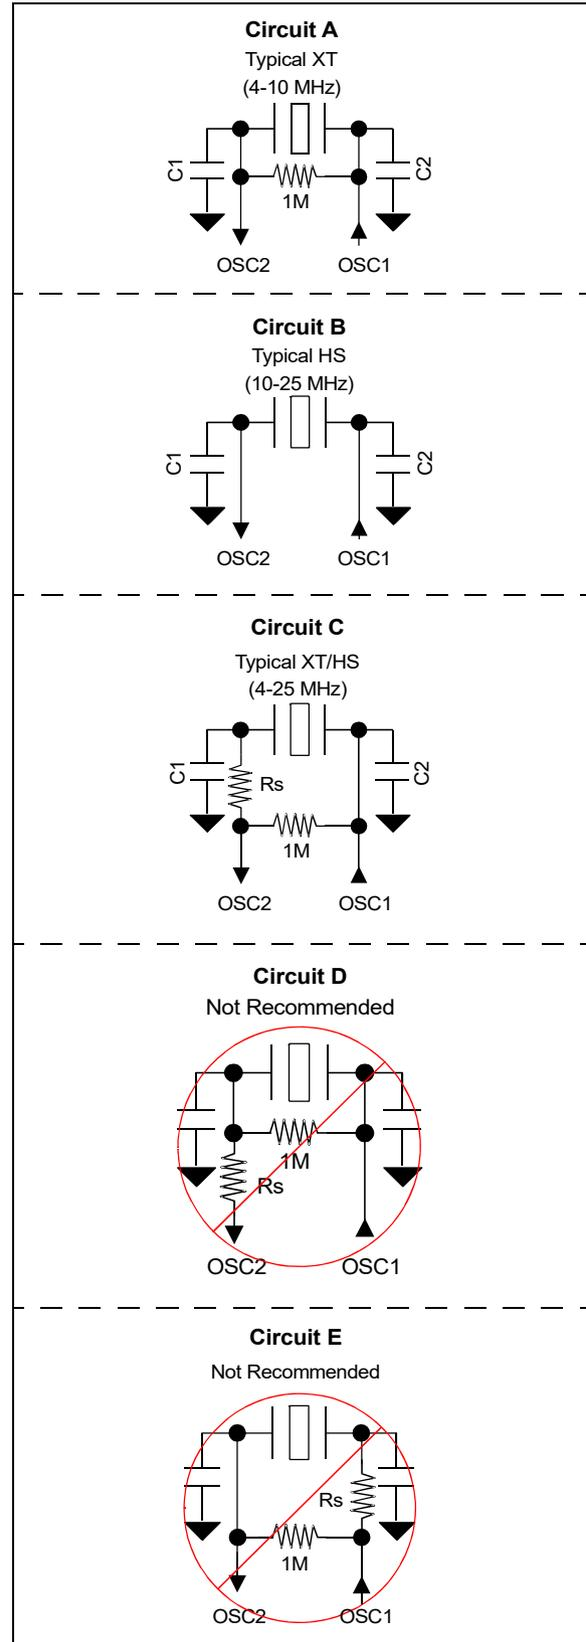 Circuit A
Typical XT
(4-10 MHz)
C1
C2
1M
OSC2 OSC1
Circuit B
Typical HS
(10-25 MHz)
C1
C2
OSC2 OSC1
Circuit C
Typical XT/HS
(4-25 MHz)
C1
Rs
C2
1M
OSC2 OSC1
Circuit D
Not Recommended
1M
Rs
OSC2 OSC1
Circuit E
Not Recommended
Rs
1M
OSC2 OSC1